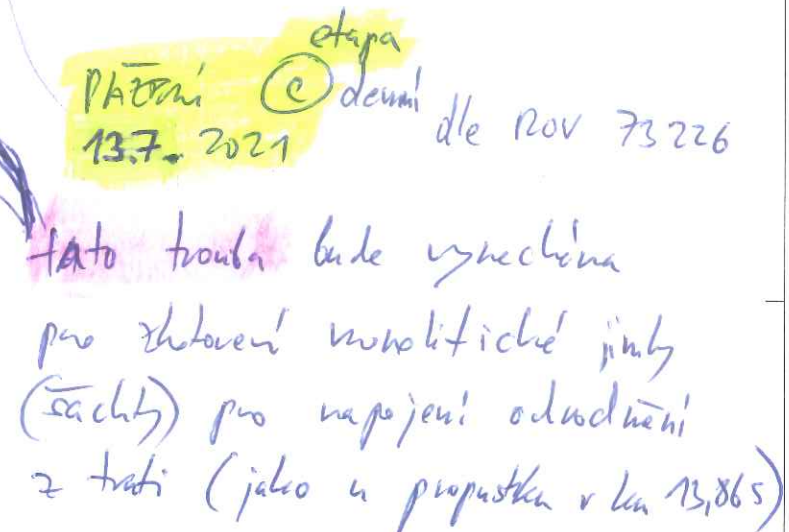 etapa
PAŽENÍ C denní dle ROV 73226
13.7. 2021
tato trouba bude vynechána
pro zhotovení monolitické jímky
(šachty) pro napojení odvodnění
z trati (jako u propustku v km 13,865)